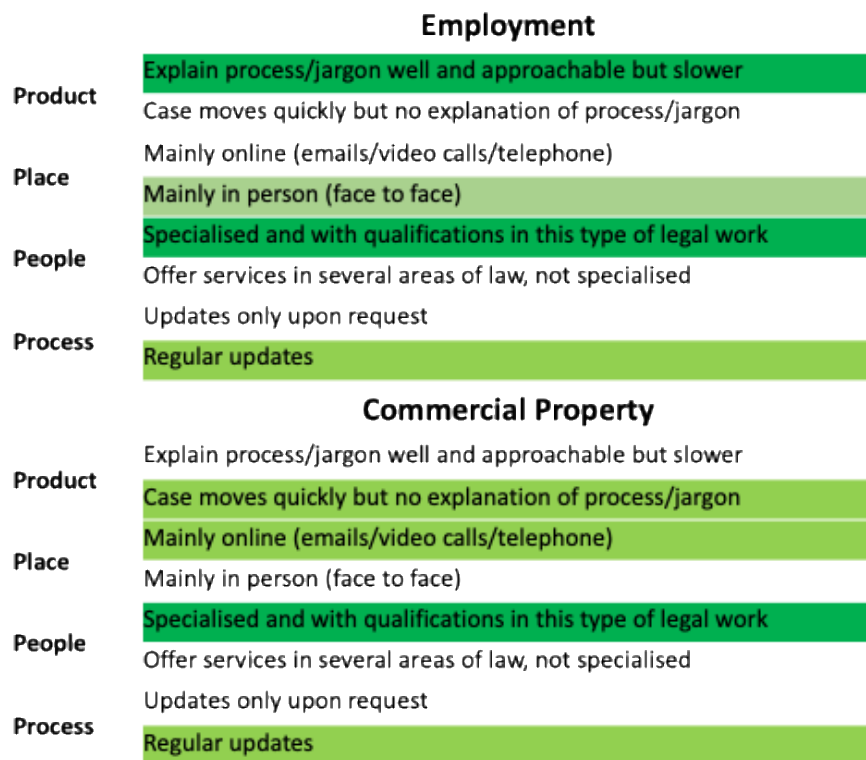 Employment
Product
Explain process/jargon well and approachable but slower
Case moves quickly but no explanation of process/jargon
Place
Mainly online (emails/video calls/telephone)
Mainly in person (face to face)
People
Specialised and with qualifications in this type of legal work
Offer services in several areas of law, not specialised
Process
Updates only upon request
Regular updates
Commercial Property
Product
Explain process/jargon well and approachable but slower
Case moves quickly but no explanation of process/jargon
Place
Mainly online (emails/video calls/telephone)
Mainly in person (face to face)
People
Specialised and with qualifications in this type of legal work
Offer services in several areas of law, not specialised
Process
Updates only upon request
Regular updates